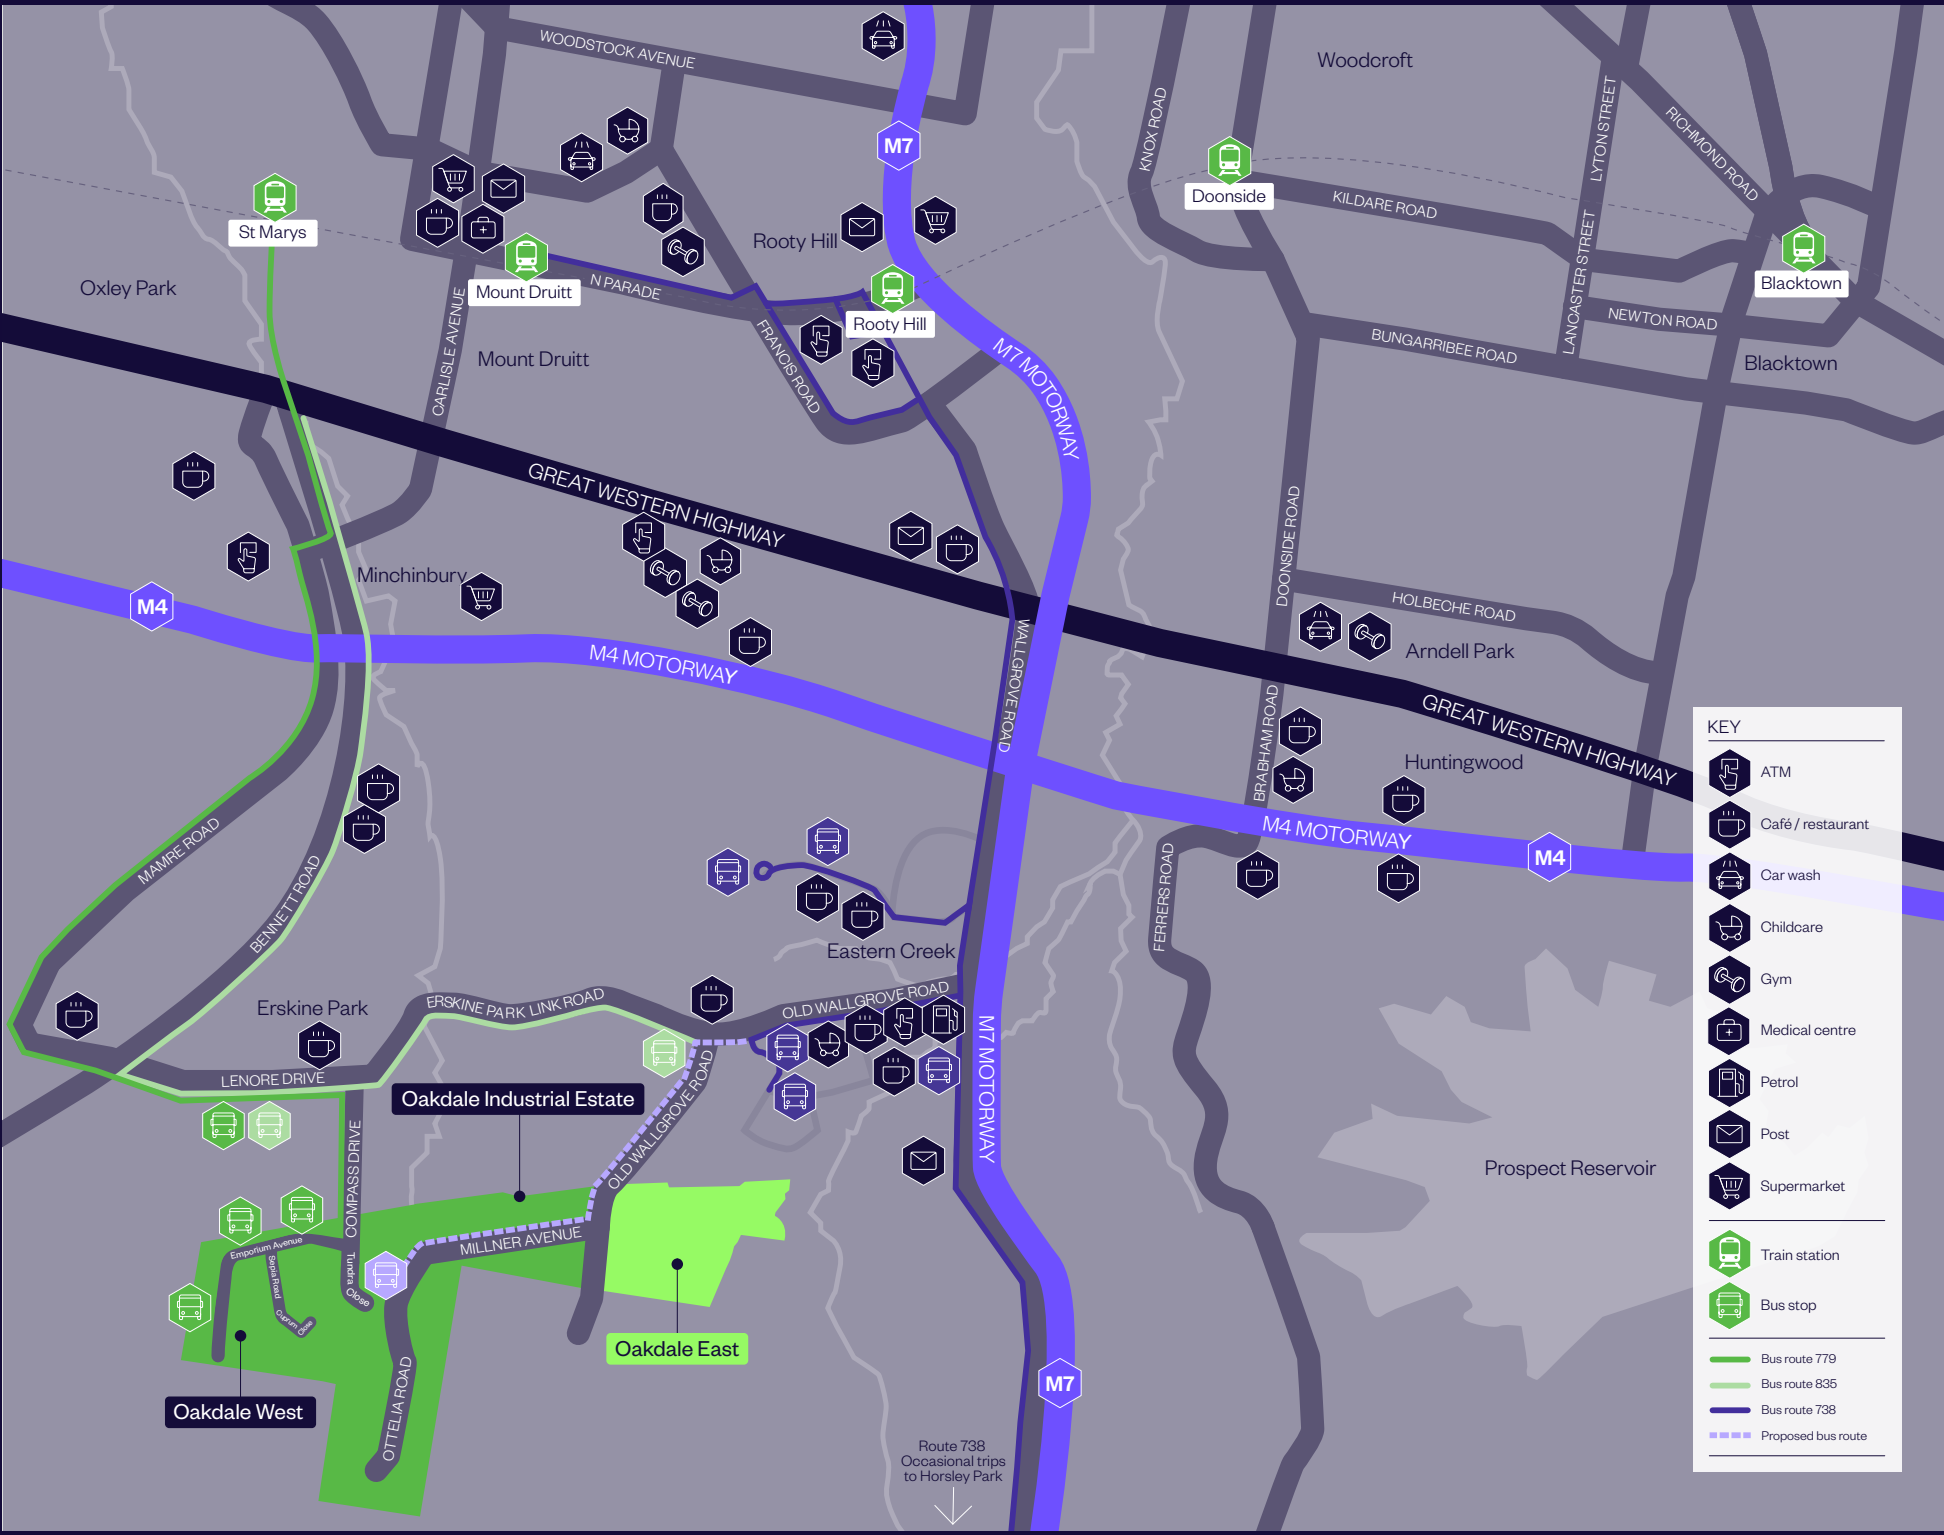 WOODSTOCK AVENUE
Woodcroft
M7
KNOX ROAD
LYTON STREET
RICHMOND ROAD
Doonside
KILDARE ROAD
St Marys
Rooty Hill
LANCASTER STREET
Oxley Park
Mount Druitt
N PARADE
Blacktown
Rooty Hill
NEWTON ROAD
CARLISLE AVENUE
Mount Druitt
FRANCIS ROAD
M7 MOTORWAY
BUNGARRIBEE ROAD
Blacktown
GREAT WESTERN HIGHWAY
DOONSIDE ROAD
Minchinbury
M4
HOLBECHE ROAD
Arndell Park
M4 MOTORWAY
WALLGROVE ROAD
BRABHAM ROAD
GREAT WESTERN HIGHWAY
Huntingwood
M4 MOTORWAY
M4
MAMRE ROAD
BENNETT ROAD
FERRERS ROAD
Eastern Creek
Erskine Park
ERSKINE PARK LINK ROAD
OLD WALLGROVE ROAD
LENORE DRIVE
M7 MOTORWAY
Oakdale Industrial Estate
OLD WALLGROVE ROAD
COMPASS DRIVE
Prospect Reservoir
Emporium Avenue
MILLNER AVENUE
Sepia Road
Tundra Close
Cuprum Close
Oakdale East
OTTELIA ROAD
M7
Oakdale West
Route 738
Occasional trips
to Horsley Park
KEY
ATM
Café / restaurant
Car wash
Childcare
Gym
Medical centre
Petrol
Post
Supermarket
Train station
Bus stop
Bus route 779
Bus route 835
Bus route 738
Proposed bus route